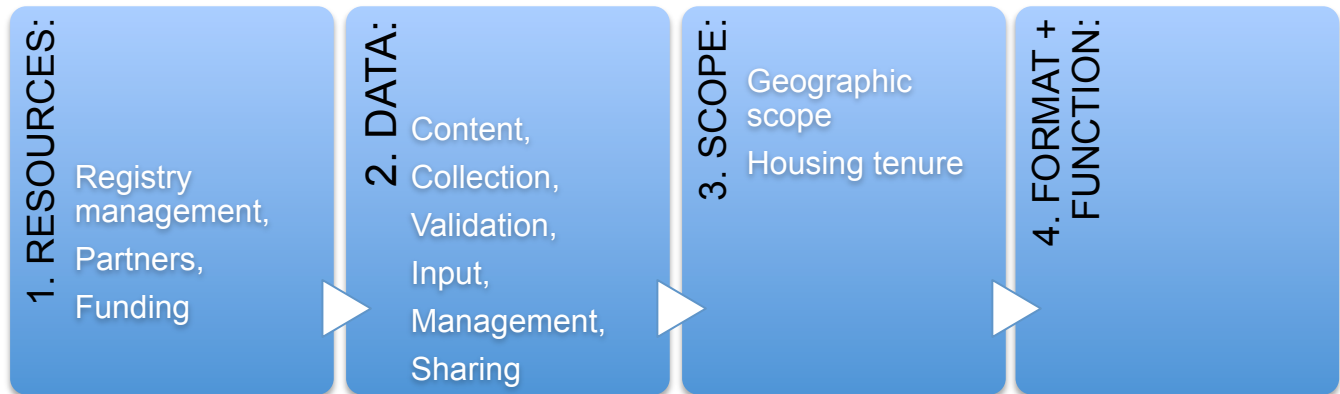 1. RESOURCES:
Registry
management,
Partners,
Funding
2. DATA:
Content,
Collection,
Validation,
Input,
Management,
Sharing
3. SCOPE:
Geographic
scope
Housing tenure
4. FORMAT +
FUNCTION: